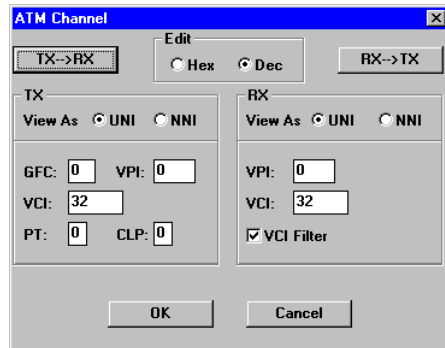 ATM Channel
Edit
TX-->RX
Hex Dec
RX-->TX
TX
View As UNI NNI
GFC: 0 VPI: 0
VCI: 32
PT: 0 CLP: 0
RX
View As UNI NNI
VPI: 0
VCI: 32
VCI Filter
OK Cancel